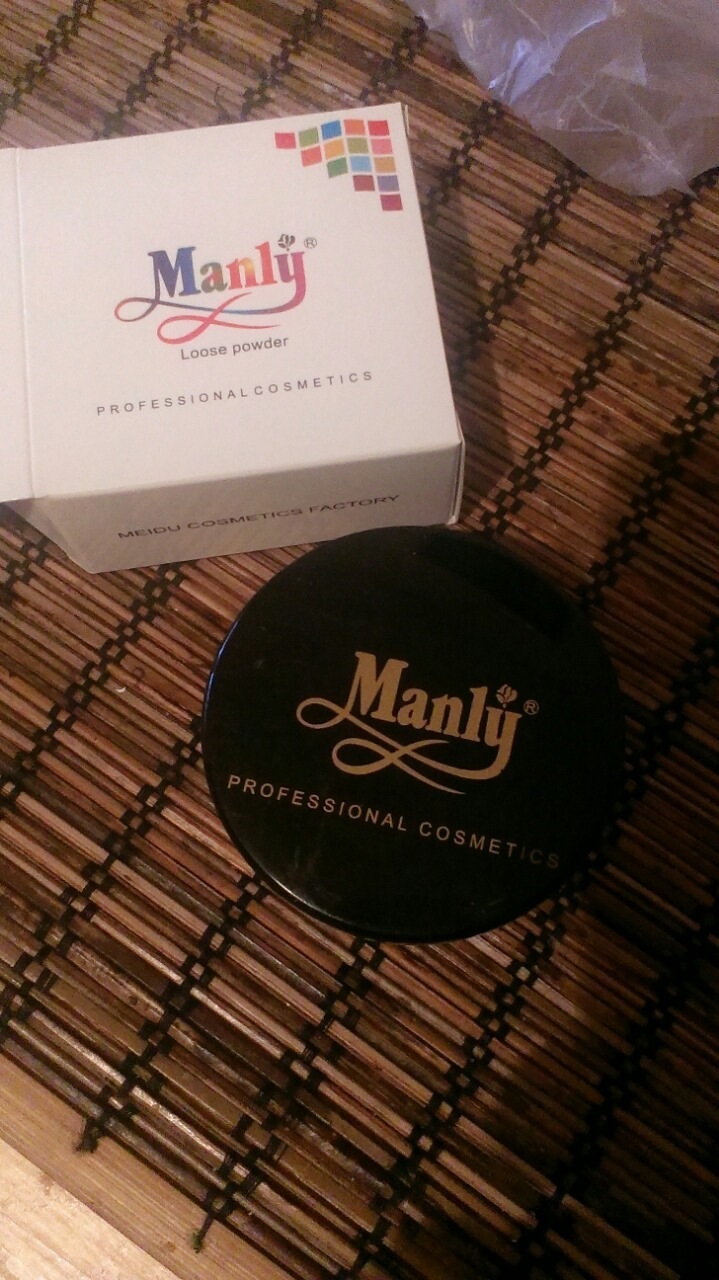 Manly®
Loose powder
PROFESSIONAL COSMETICS
MEIDU COSMETICS FACTORY
Manly®
PROFESSIONAL COSMETICS